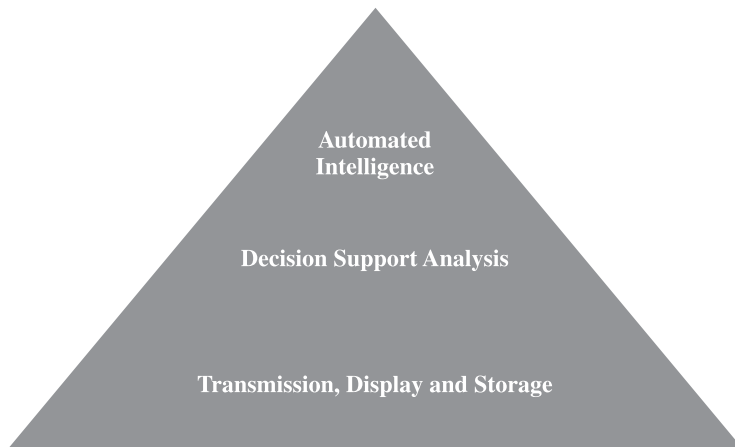 Automated
Intelligence
Decision Support Analysis
Transmission, Display and Storage